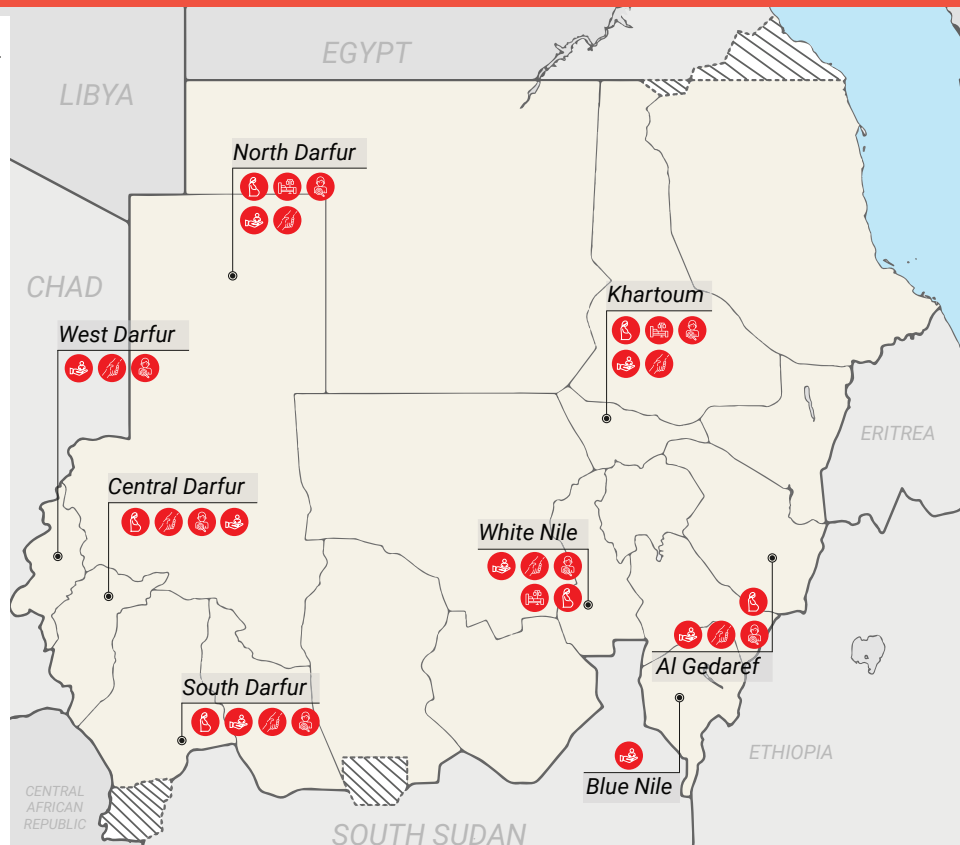 EGYPT
LIBYA
North Darfur
CHAD
Khartoum
West Darfur
ERITREA
Central Darfur
White Nile
Al Gedaref
South Darfur
ETHIOPIA
Blue Nile
CENTRAL
AFRICAN
REPUBLIC
SOUTH SUDAN